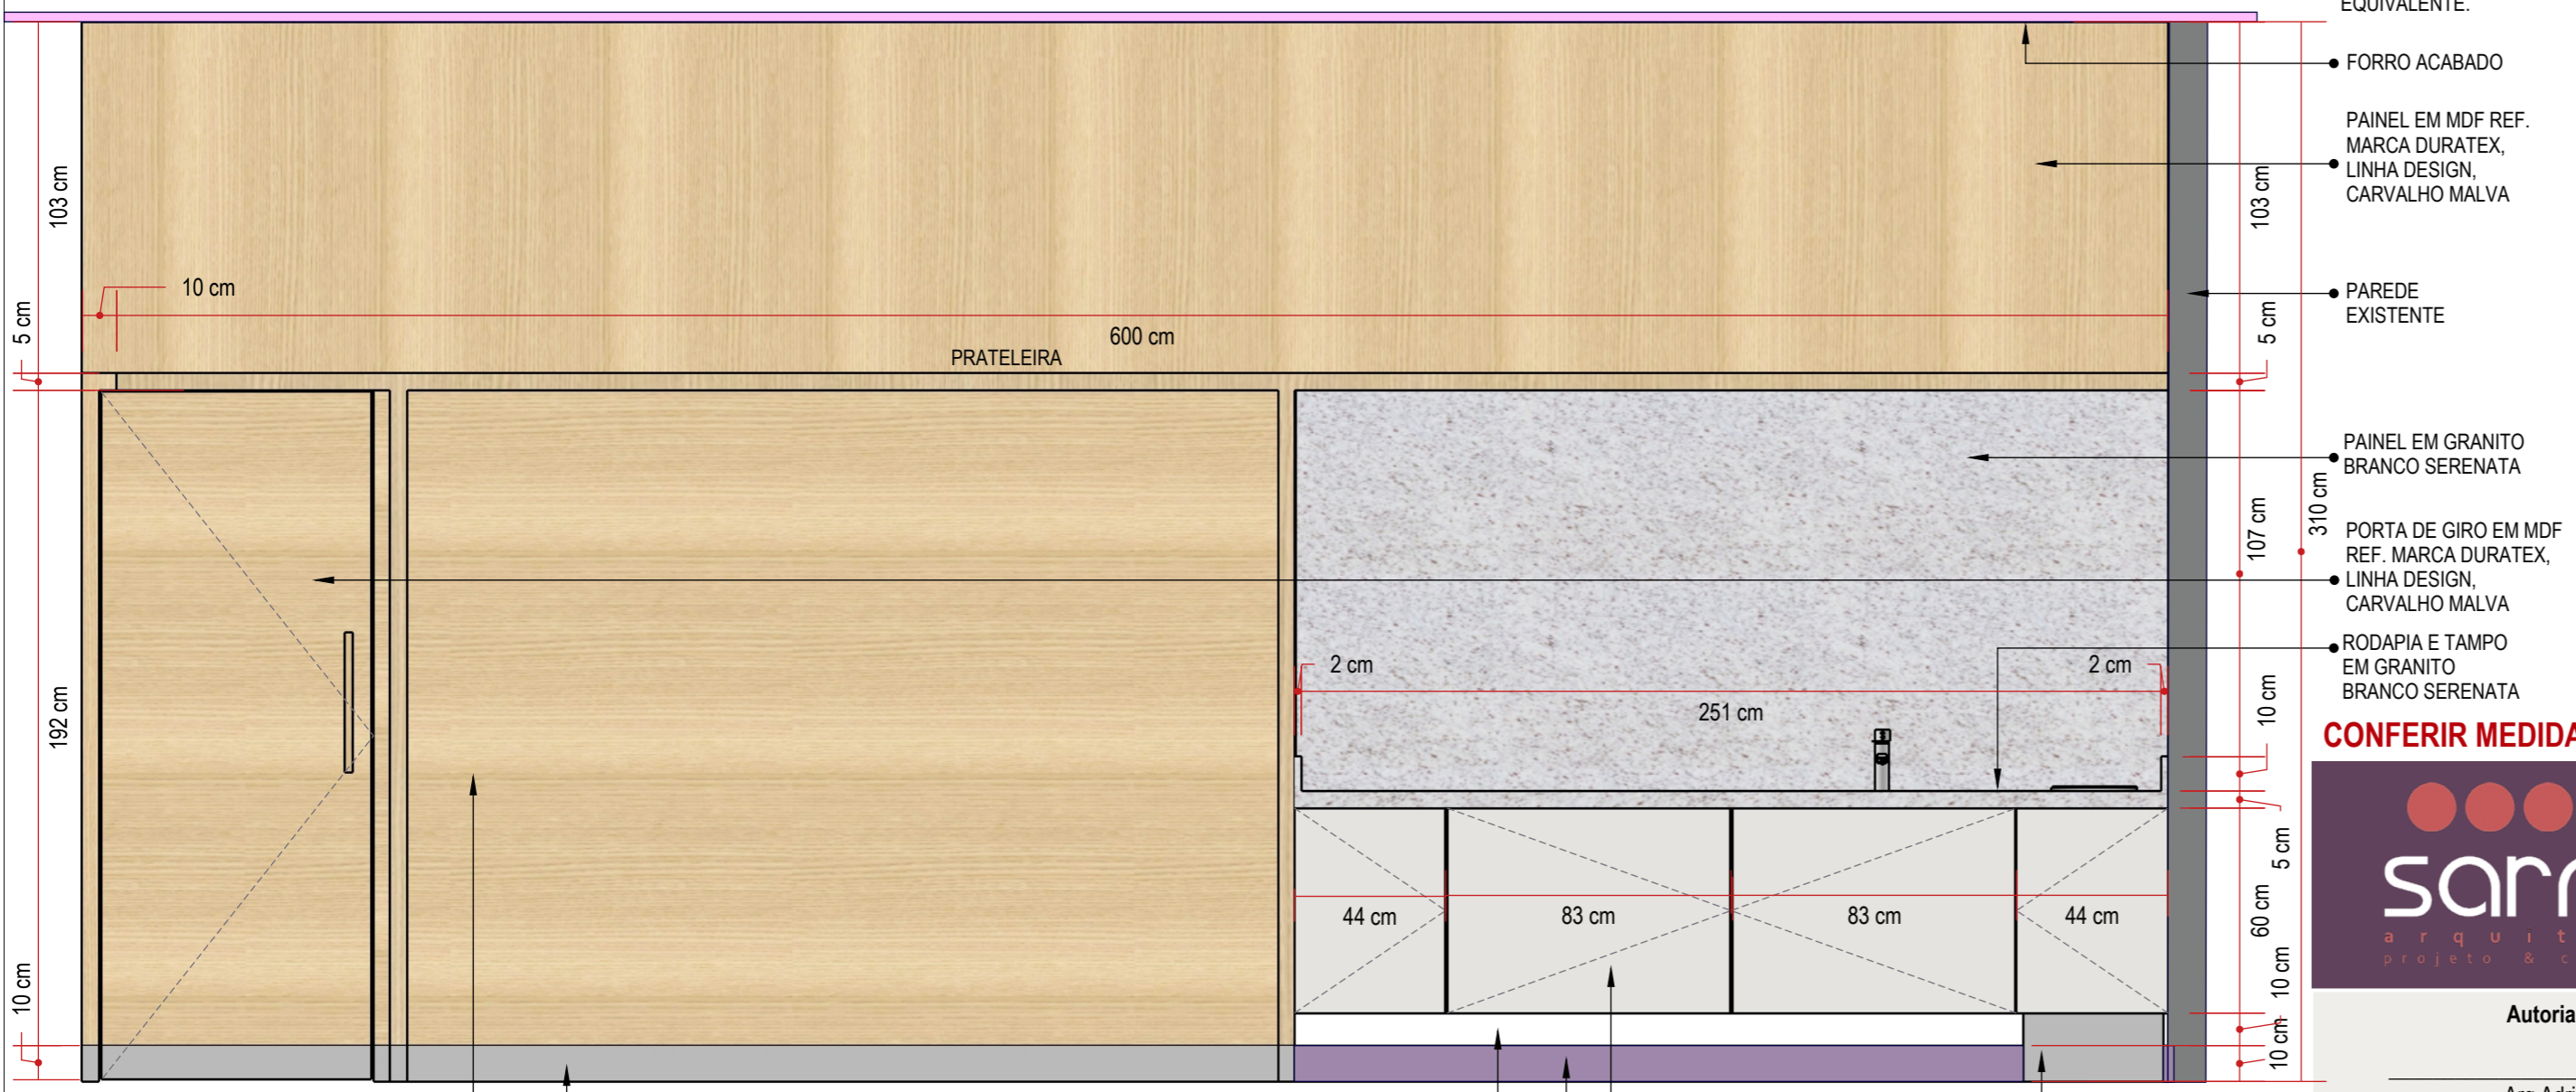 EQUIVALENTE.
FORRO ACABADO
PAINEL EM MDF REF.
MARCA DURATEX,
LINHA DESIGN,
CARVALHO MALVA
103 cm
103 cm
10 cm
5 cm
5 cm
PAREDE
EXISTENTE
600 cm
PRATELEIRA
PAINEL EM GRANITO
BRANCO SERENATA
310 cm
107 cm
PORTA DE GIRO EM MDF
REF. MARCA DURATEX,
LINHA DESIGN,
CARVALHO MALVA
RODAPIA E TAMPO
EM GRANITO
BRANCO SERENATA
192 cm
2 cm
2 cm
251 cm
10 cm
CONFERIR MEDIDA
5 cm
44 cm
83 cm
83 cm
44 cm
60 cm
10 cm
10 cm
10 cm
a r q u i t
p r o j e t o & c
Autoria